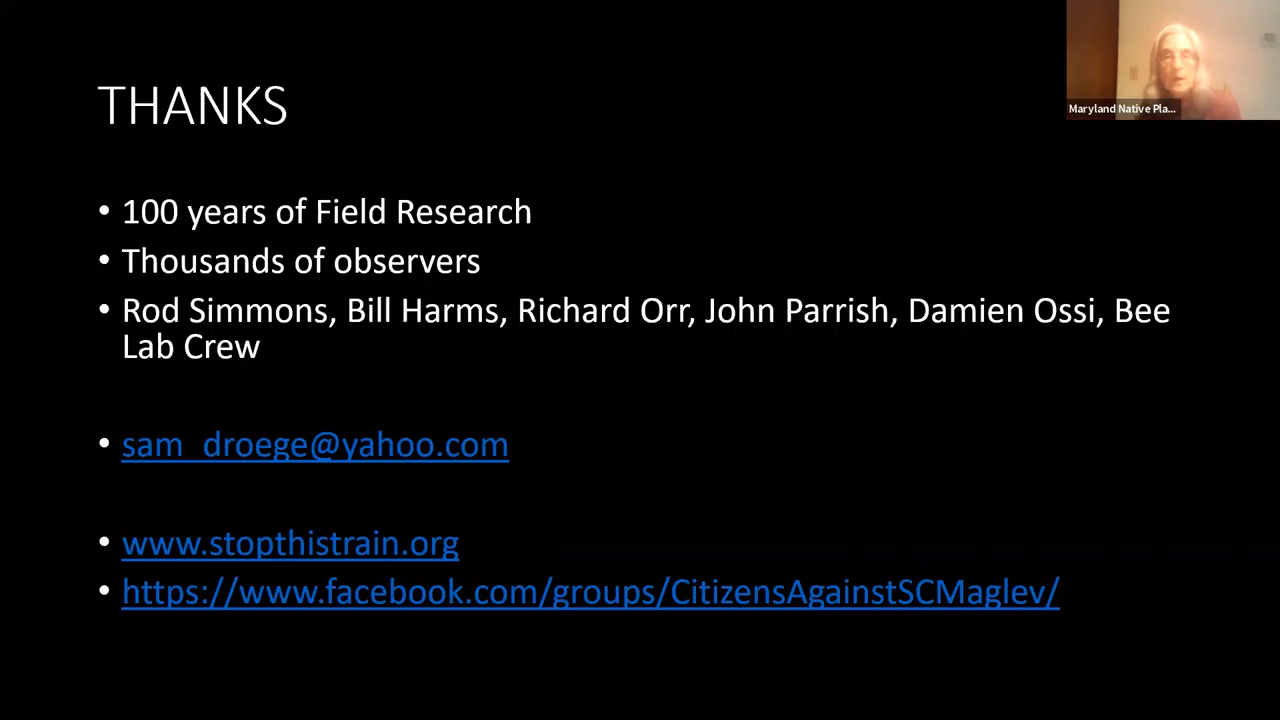 Maryland Native Pla...
THANKS
• 100 years of Field Research
• Thousands of observers
• Rod Simmons, Bill Harms, Richard Orr, John Parrish, Damien Ossi, Bee
Lab Crew
• sam_droege@yahoo.com
• www.stopthistrain.org
• https://www.facebook.com/groups/CitizensAgainstSCMaglev/